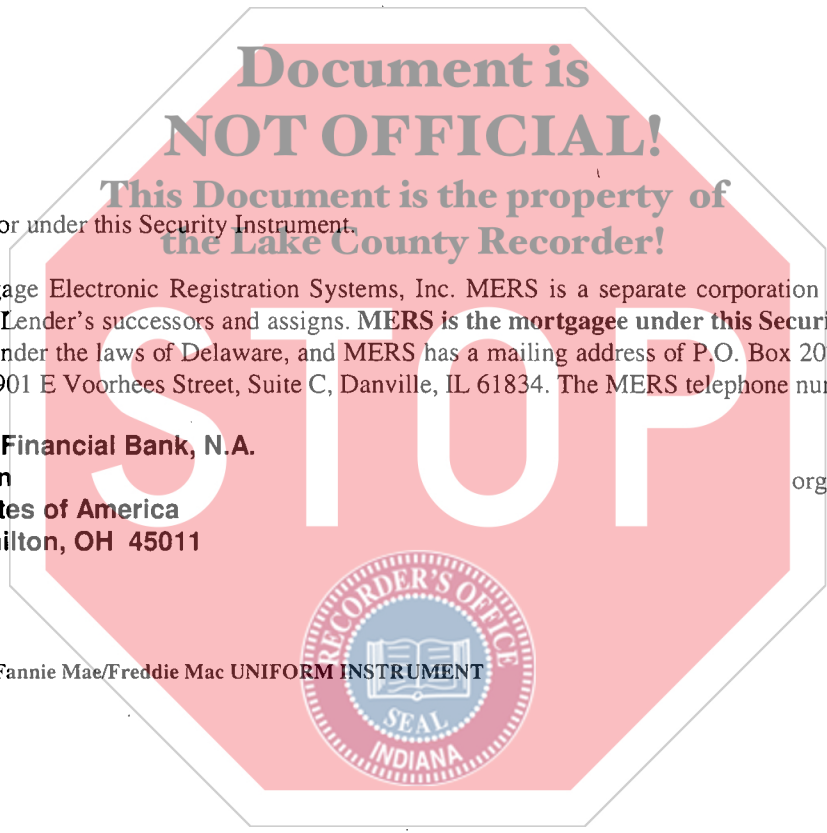 Document is
NOT OFFICIAL!
This Document is the property of
or under this Security Instrument.
the Lake County Recorder!
age Electronic Registration Systems, Inc. MERS is a separate corporation
Lender's successors and assigns. MERS is the mortgagee under this Securi
nder the laws of Delaware, and MERS has a mailing address of P.O. Box 20
901 E Voorhees Street, Suite C, Danville, IL 61834. The MERS telephone nu
STOP
Financial Bank, N.A.
n
org
tes of America
ilton, OH 45011
RECORDER'S OFFICE
Fannie Mae/Freddie Mac UNIFORM INSTRUMENT
SEAL
INDIANA